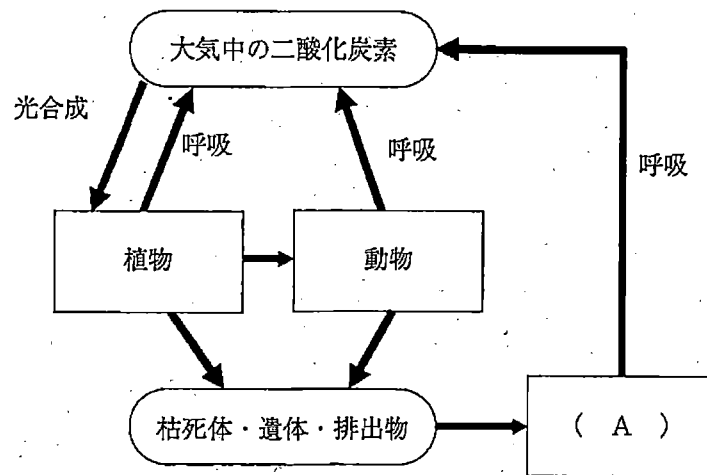 大気中の二酸化炭素
光合成
呼吸
呼吸
呼吸
植物
動物
枯死体・遺体・排出物
( A )